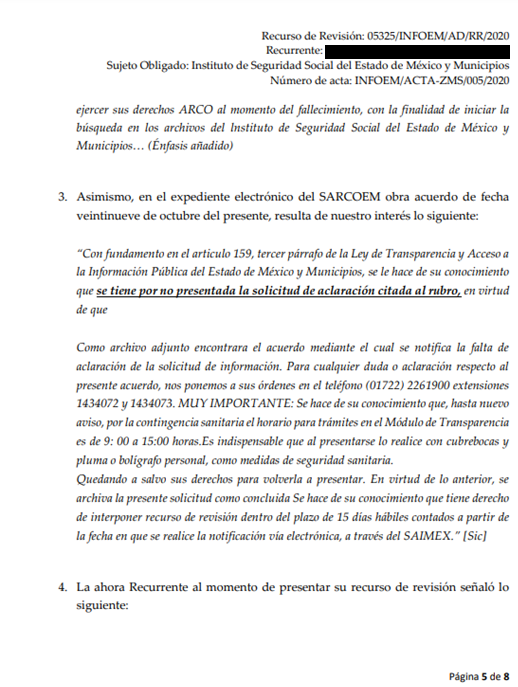 Recurso de Revisión: 05325/INFOEM/AD/RR/2020
Recurrente:
Sujeto Obligado: Instituto de Seguridad Social del Estado de México y Municipios
Número de acta: INFOEM/ACTA-ZMS/005/2020
ejercer sus derechos ARCO al momento del fallecimiento, con la finalidad de iniciar la
búsqueda en los archivos del Instituto de Seguridad Social del Estado de México y
Municipios… (Énfasis añadido)
3. Asimismo, en el expediente electrónico del SARCOEM obra acuerdo de fecha
veintinueve de octubre del presente, resulta de nuestro interés lo siguiente:
“Con fundamento en el articulo 159, tercer párrafo de la Ley de Transparencia y Acceso a
la Información Pública del Estado de México y Municipios, se le hace de su conocimiento
que se tiene por no presentada la solicitud de aclaración citada al rubro, en virtud
de que
Como archivo adjunto encontrara el acuerdo mediante el cual se notifica la falta de
aclaración de la solicitud de información. Para cualquier duda o aclaración respecto al
presente acuerdo, nos ponemos a sus órdenes en el teléfono (01722) 2261900 extensiones
1434072 y 1434073. MUY IMPORTANTE: Se hace de su conocimiento que, hasta nuevo
aviso, por la contingencia sanitaria el horario para trámites en el Módulo de Transparencia
es de 9: 00 a 15:00 horas.Es indispensable que al presentarse lo realice con cubrebocas y
pluma o bolígrafo personal, como medidas de seguridad sanitaria.
Quedando a salvo sus derechos para volverla a presentar. En virtud de lo anterior, se
archiva la presente solicitud como concluida Se hace de su conocimiento que tiene derecho
de interponer recurso de revisión dentro del plazo de 15 días hábiles contados a partir de
la fecha en que se realice la notificación vía electrónica, a través del SAIMEX.” [Sic]
4. La ahora Recurrente al momento de presentar su recurso de revisión señaló lo
siguiente:
Página 5 de 8